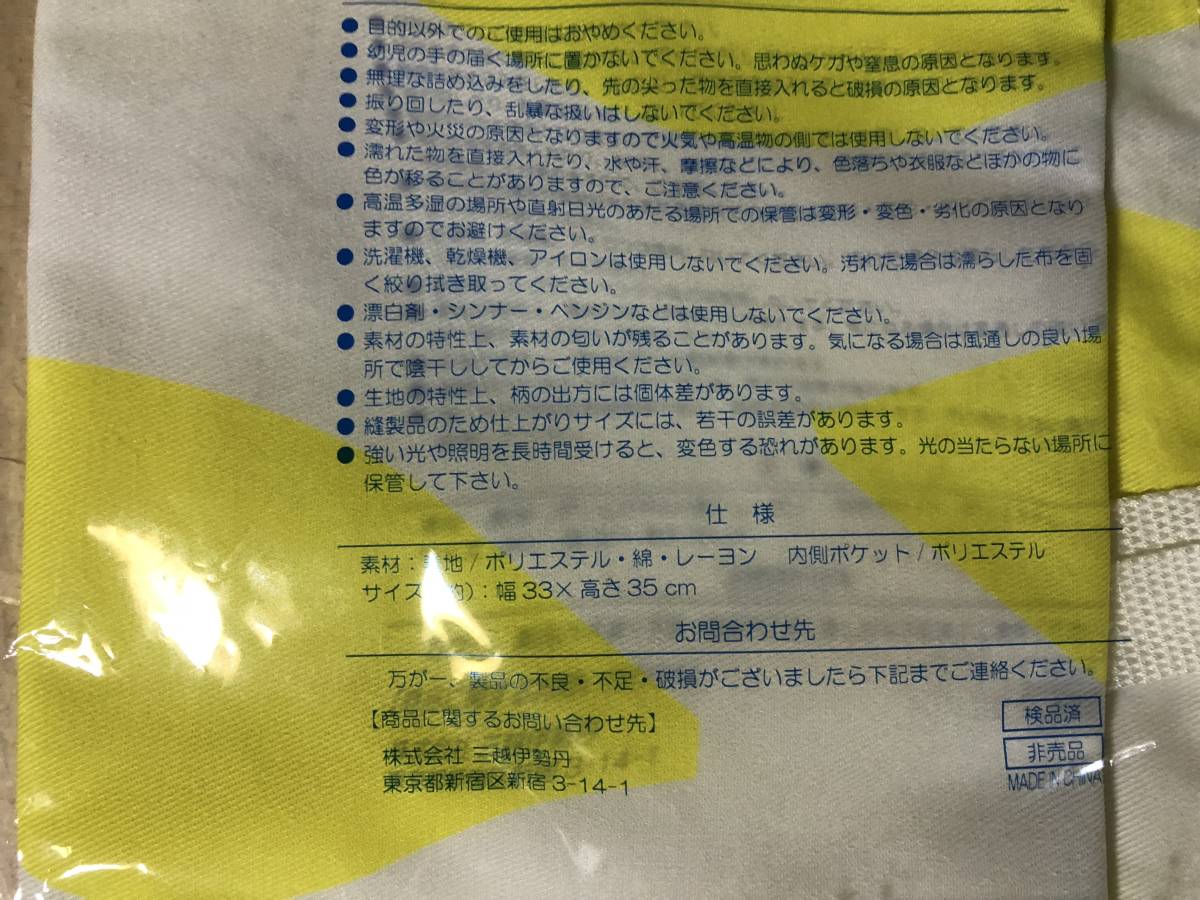 ● 目的以外でのご使用はおやめください。
● 幼児の手の届く場所に置かないでください。思わぬケガや窒息の原因となります。
● 無理な詰め込みをしたり、先の尖った物を直接入れると破損の原因となります。
● 振り回したり、乱暴な扱いはしないでください。
● 変形や火災の原因となりますので火気や高温物の側では使用しないでください。
● 濡れた物を直接入れたり、水や汗、摩擦などにより、色落ちや衣服などほかの物に
色が移ることがありますので、ご注意ください。
● 高温多湿の場所や直射日光のあたる場所での保管は変形・変色・劣化の原因となり
ますのでお避けください。
● 洗濯機、乾燥機、アイロンは使用しないでください。汚れた場合は濡らした布を固
く絞り拭き取ってください。
● 漂白剤・シンナー・ベンジンなどは使用しないでください。
● 素材の特性上、素材の匂いが残ることがあります。気になる場合は風通しの良い場
所で陰干ししてからご使用ください。
● 生地の特性上、柄の出方には個体差があります。
● 縫製品のため仕上がりサイズには、若干の誤差があります。
● 強い光や照明を長時間受けると、変色する恐れがあります。光の当たらない場所に
保管して下さい。
仕 様
素材：地/ポリエステル・綿・レーヨン 内側ポケット/ポリエステル
サイズ約）：幅33×高さ35cm
お問合わせ先
万が一、製品の不良・不足・破損がございましたら下記までご連絡ください。
【商品に関するお問い合わせ先】
株式会社 三越伊勢丹
東京都新宿区新宿3-14-1
検品済
非売品
MADE IN CHINA